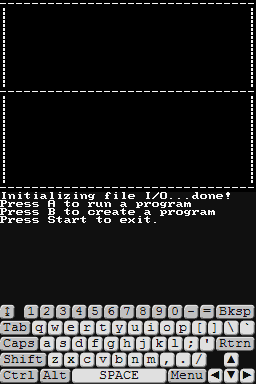 Initializing file I/O...done!
Press A to run a program
Press B to create a program
Press Start to exit.
↕ 1 2 3 4 5 6 7 8 9 0 - = Bksp
Tab q w e r t y u i o p [ ] \ `
Caps a s d f g h j k l ; ' Rtrn
Shift z x c v b n m , . / ▲
Ctrl Alt SPACE Menu ◀ ▼ ▶